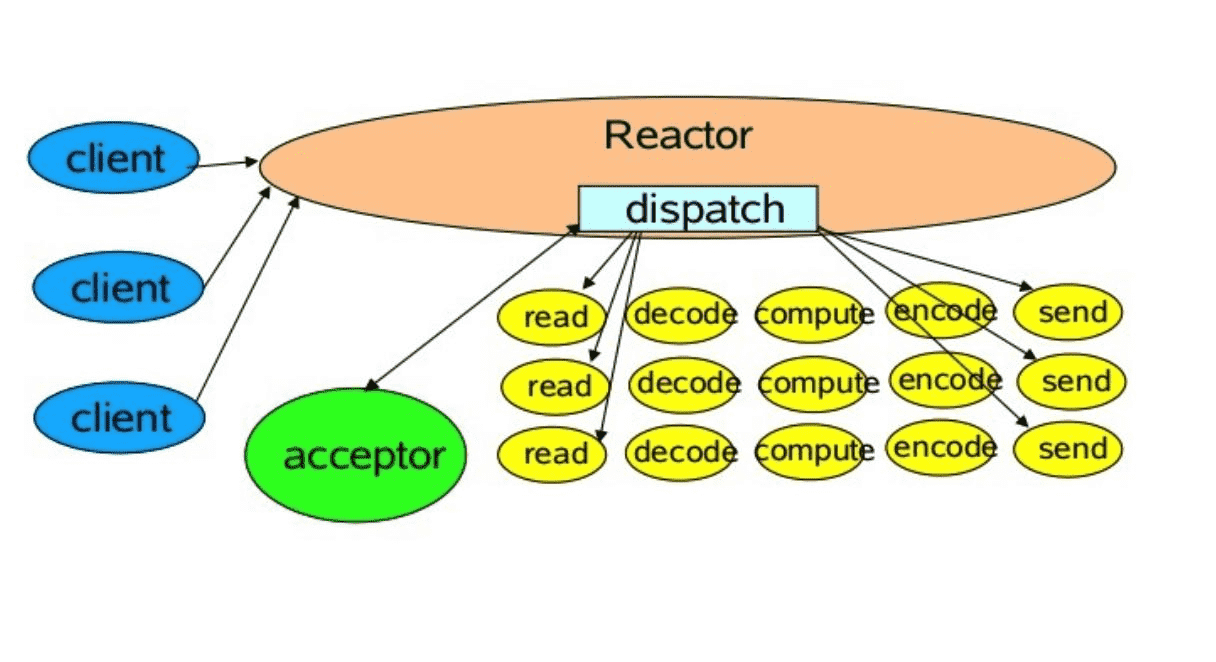 Reactor
dispatch
client
client
client
acceptor
read decode compute encode send
read decode compute encode send
read decode compute encode send